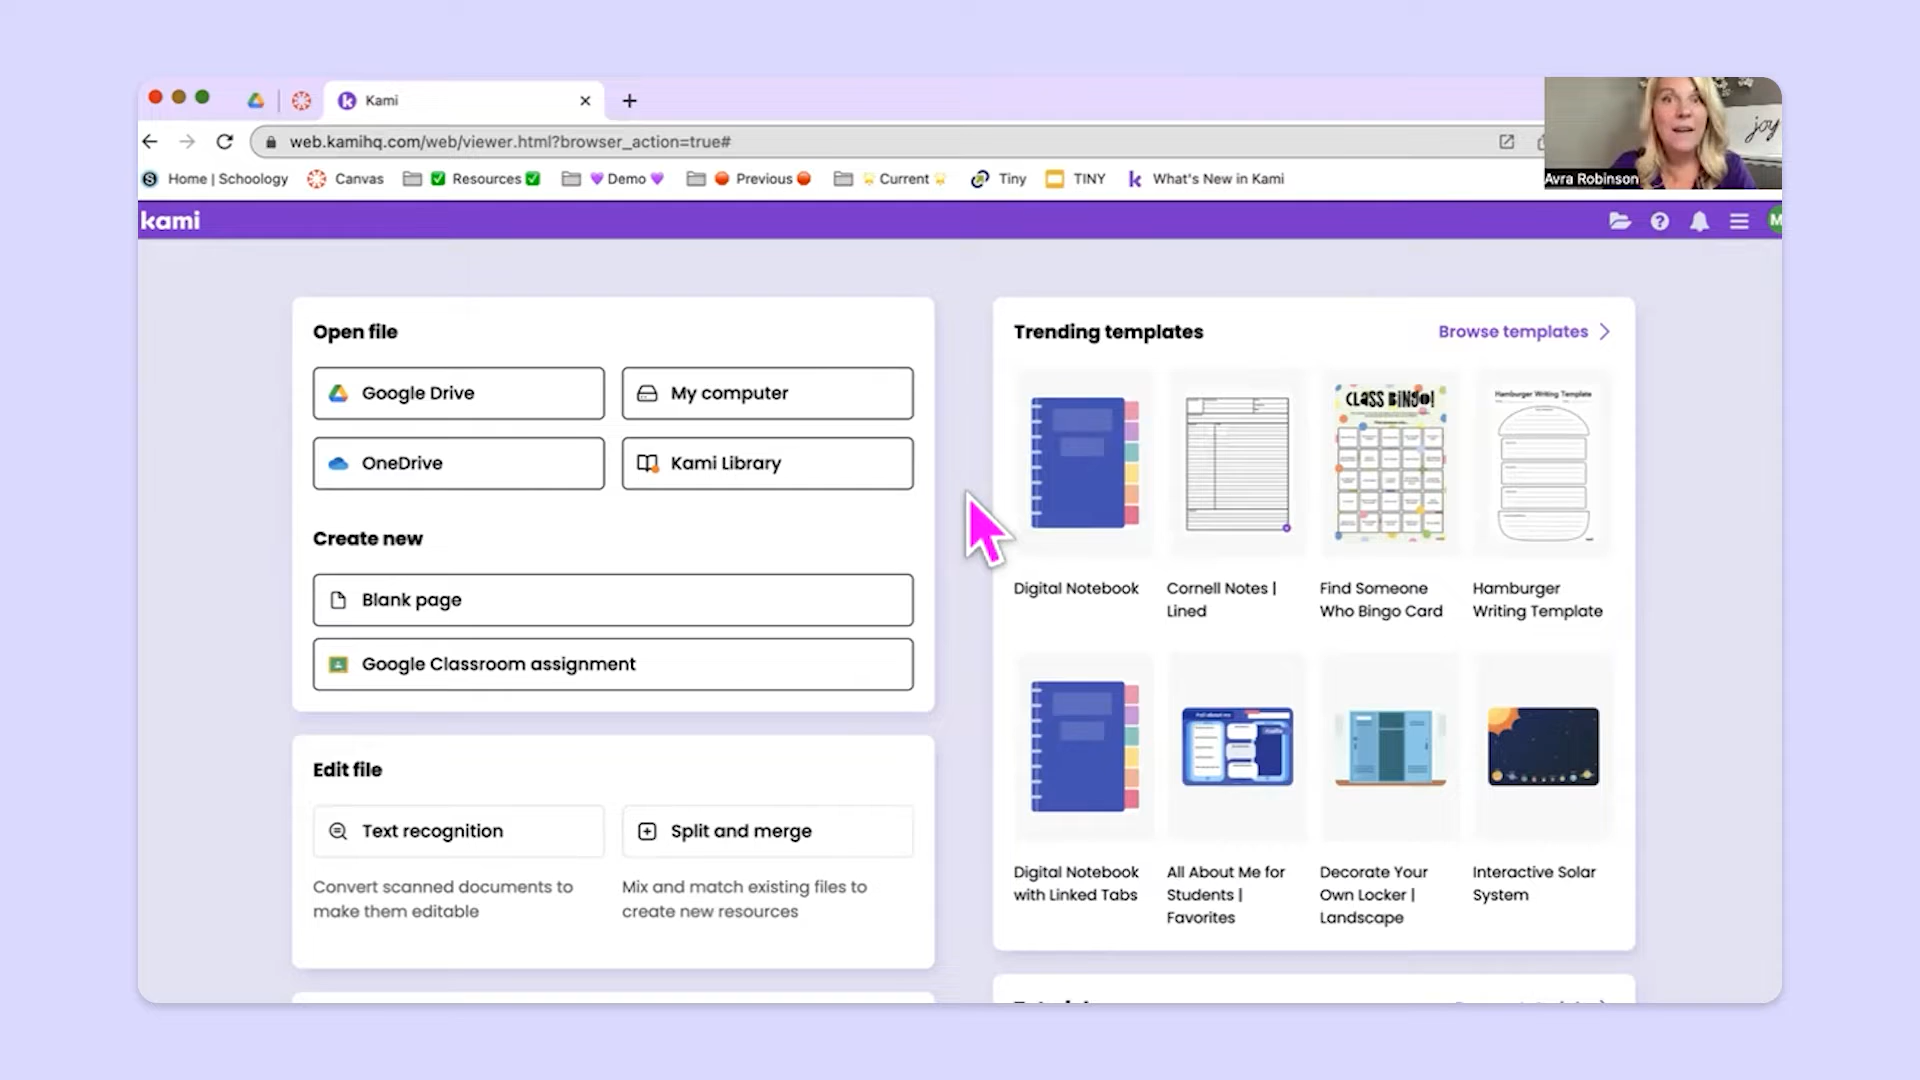 Kami
web.kamihq.com/web/viewer.html?browser_action=true#
Home | Schoology Canvas Resources Demo Previous Current Tiny TINY What's New in Kami
joy
Avra Robinson
kami
M
Open file
Google Drive
My computer
OneDrive
Kami Library
Create new
Blank page
Google Classroom assignment
Edit file
Text recognition
Split and merge
Convert scanned documents to
make them editable
Mix and match existing files to
create new resources
Trending templates
Browse templates
CLASS BINGO!
Hamburger Writing Template
Digital Notebook
Cornell Notes |
Lined
Find Someone
Who Bingo Card
Hamburger
Writing Template
Digital Notebook
with Linked Tabs
All About Me for
Students |
Favorites
Decorate Your
Own Locker |
Landscape
Interactive Solar
System